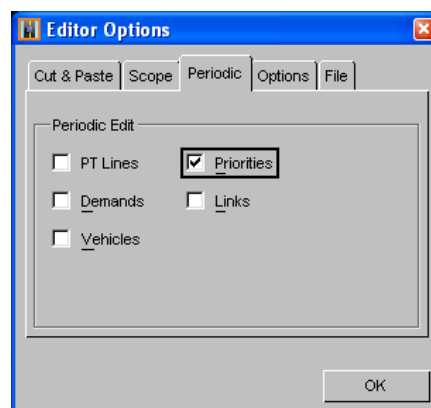 Editor Options
Cut & Paste Scope Periodic Options File
Periodic Edit
PT Lines Priorities
Demands Links
Vehicles
OK